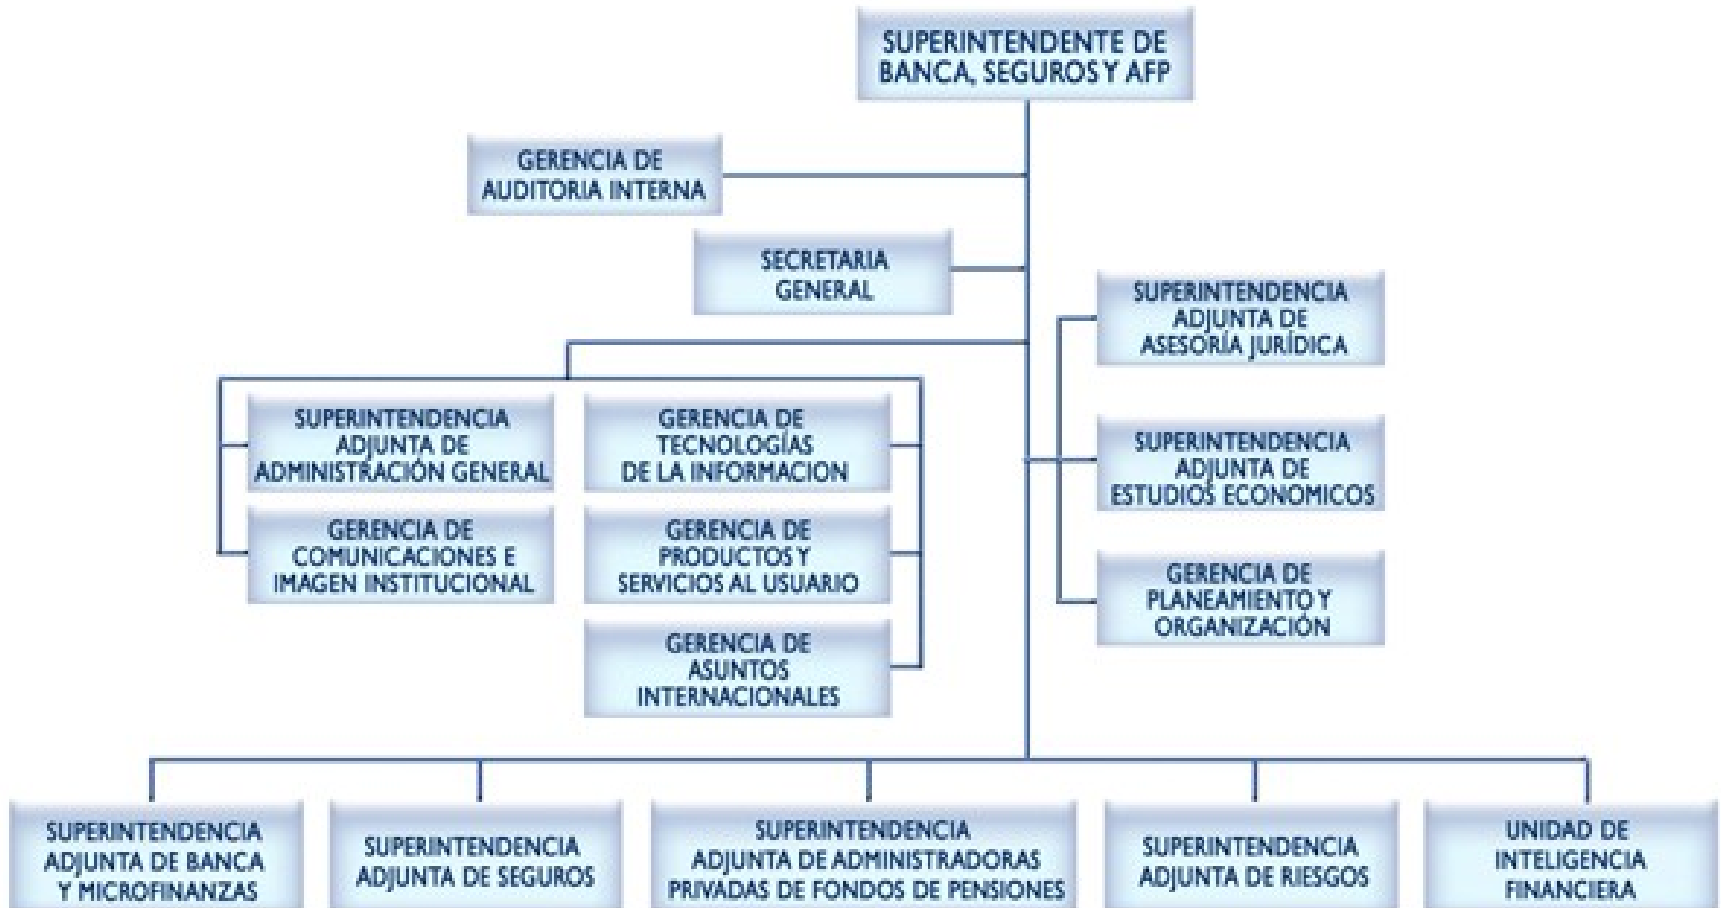 SUPERINTENDENTE DE
BANCA, SEGUROS Y AFP
GERENCIA DE
AUDITORIA INTERNA
SECRETARIA
GENERAL
SUPERINTENDENCIA
ADJUNTA DE
ASESORÍA JURÍDICA
SUPERINTENDENCIA
ADJUNTA DE
ADMINISTRACIÓN GENERAL
GERENCIA DE
TECNOLOGÍAS
DE LA INFORMACION
SUPERINTENDENCIA
ADJUNTA DE
ESTUDIOS ECONOMICOS
GERENCIA DE
COMUNICACIONES E
IMAGEN INSTITUCIONAL
GERENCIA DE
PRODUCTOS Y
SERVICIOS AL USUARIO
GERENCIA DE
PLANEAMIENTO Y
ORGANIZACIÓN
GERENCIA DE
ASUNTOS
INTERNACIONALES
SUPERINTENDENCIA
ADJUNTA DE BANCA
Y MICROFINANZAS
SUPERINTENDENCIA
ADJUNTA DE SEGUROS
SUPERINTENDENCIA
ADJUNTA DE ADMINISTRADORAS
PRIVADAS DE FONDOS DE PENSIONES
SUPERINTENDENCIA
ADJUNTA DE RIESGOS
UNIDAD DE
INTELIGENCIA
FINANCIERA